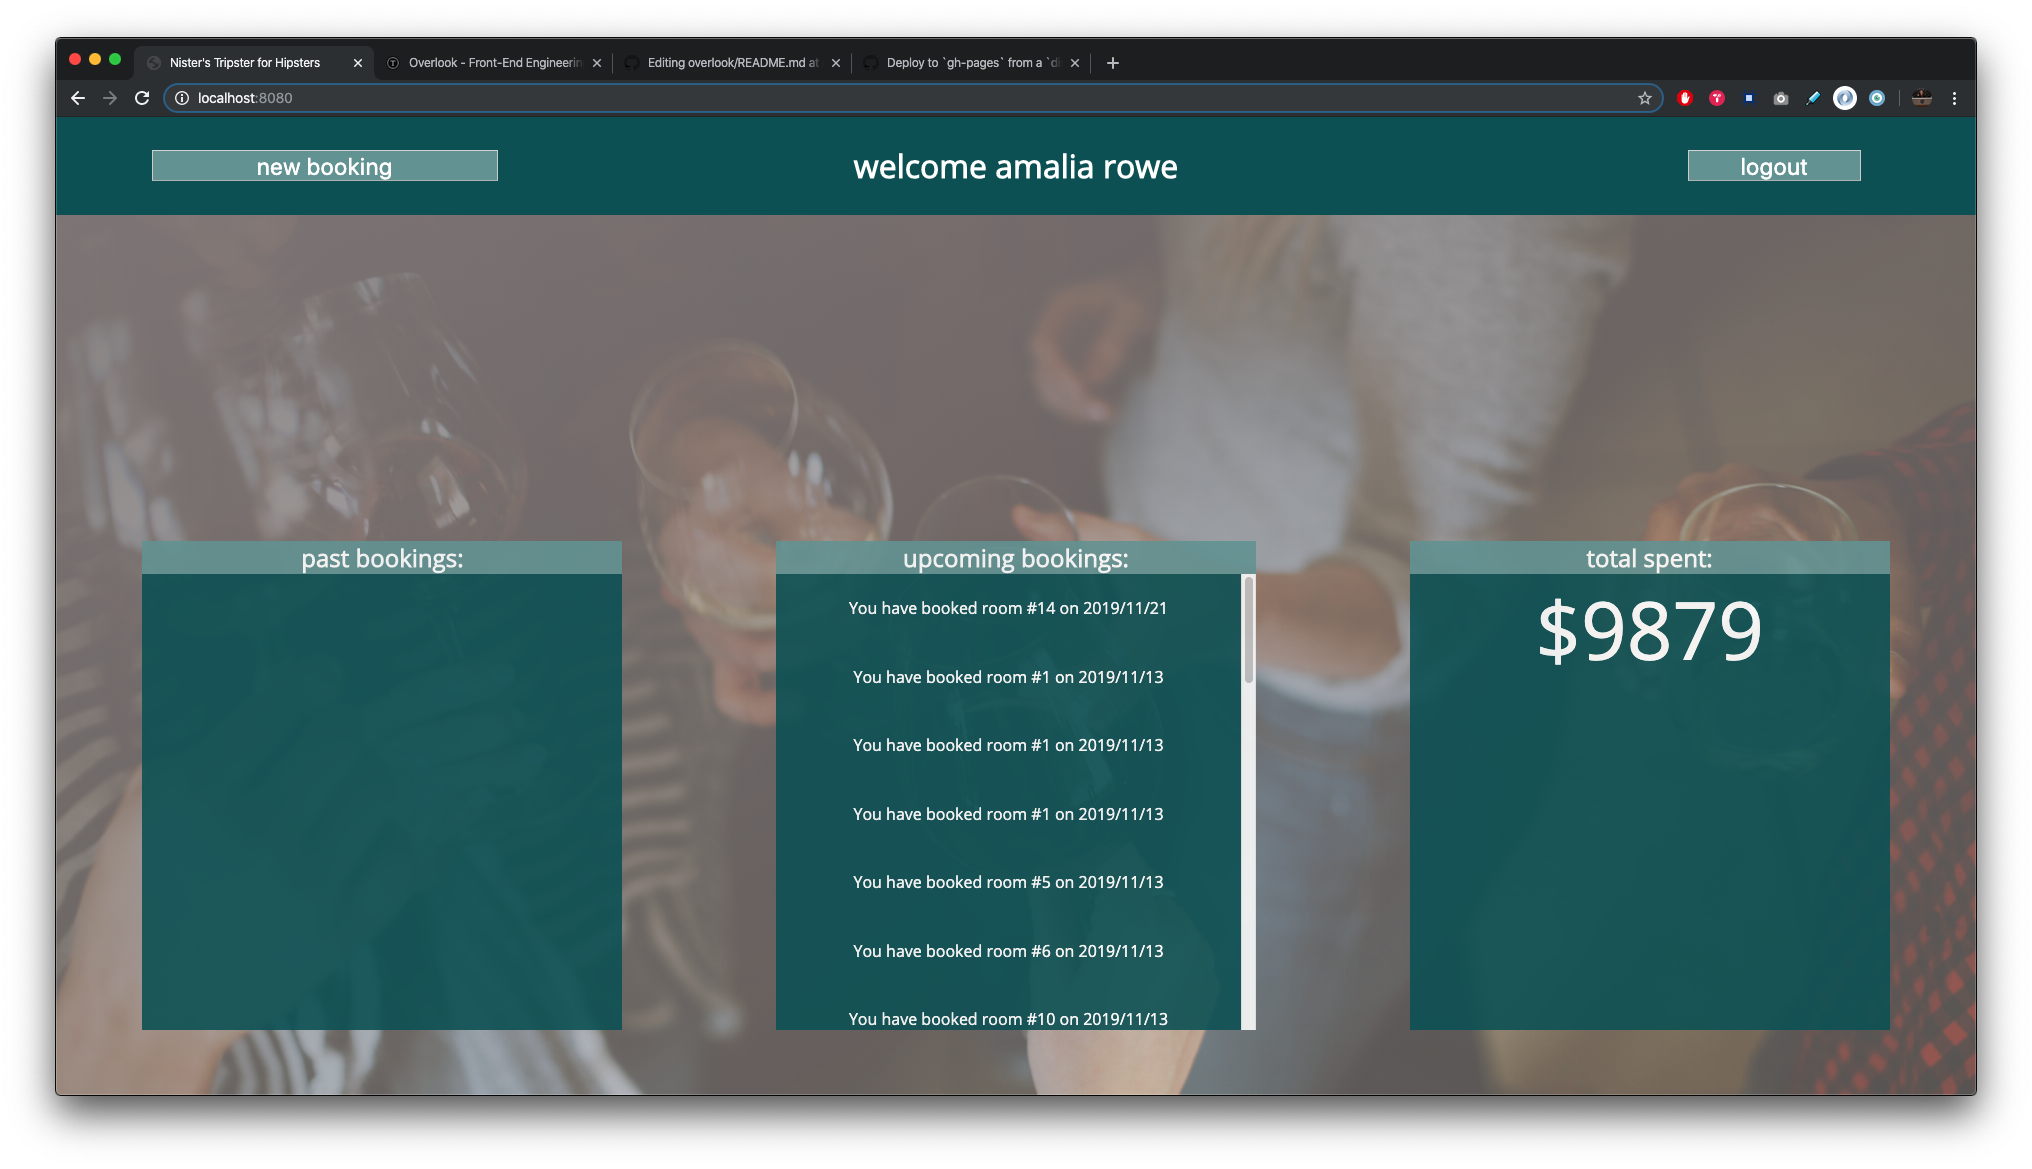 Nister's Tripster for Hipsters
Overlook - Front-End Engineerin
Editing overlook/README.md at
Deploy to `gh-pages` from a `di
localhost:8080
new booking
welcome amalia rowe
logout
past bookings:
upcoming bookings:
total spent:
You have booked room #14 on 2019/11/21
You have booked room #1 on 2019/11/13
You have booked room #1 on 2019/11/13
You have booked room #1 on 2019/11/13
You have booked room #5 on 2019/11/13
You have booked room #6 on 2019/11/13
You have booked room #10 on 2019/11/13
$9879